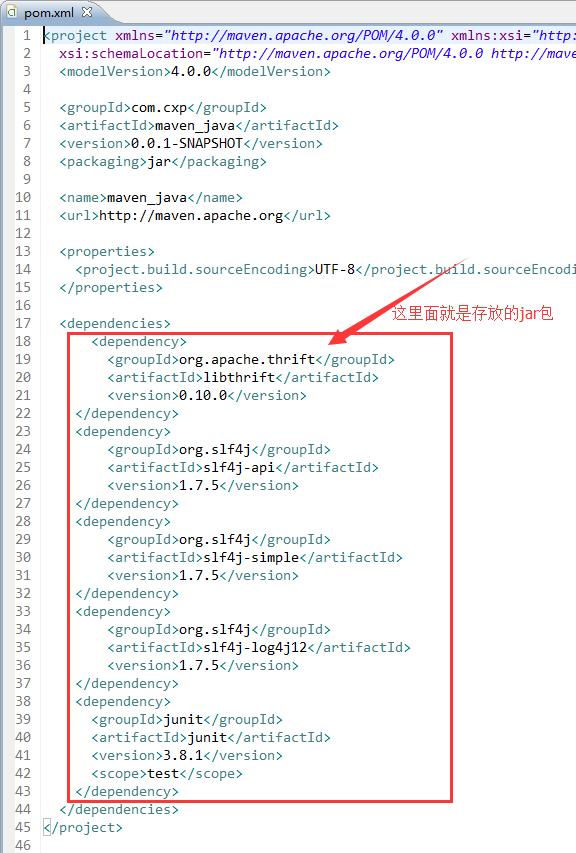 pom.xml
1 <project xmlns="http://maven.apache.org/POM/4.0.0" xmlns:xsi="http:
2 xsi:schemaLocation="http://maven.apache.org/POM/4.0.0 http://maven.
3 <modelVersion>4.0.0</modelVersion>
4
5 <groupId>com.cxp</groupId>
6 <artifactId>maven_java</artifactId>
7 <version>0.0.1-SNAPSHOT</version>
8 <packaging>jar</packaging>
9
10 <name>maven_java</name>
11 <url>http://maven.apache.org</url>
12
13 <properties>
14 <project.build.sourceEncoding>UTF-8</project.build.sourceEncodi
15 </properties>
16
这里面就是存放的jar包
17 <dependencies>
18 <dependency>
19 <groupId>org.apache.thrift</groupId>
20 <artifactId>libthrift</artifactId>
21 <version>0.10.0</version>
22 </dependency>
23 <dependency>
24 <groupId>org.slf4j</groupId>
25 <artifactId>slf4j-api</artifactId>
26 <version>1.7.5</version>
27 </dependency>
28 <dependency>
29 <groupId>org.slf4j</groupId>
30 <artifactId>slf4j-simple</artifactId>
31 <version>1.7.5</version>
32 </dependency>
33 <dependency>
34 <groupId>org.slf4j</groupId>
35 <artifactId>slf4j-log4j12</artifactId>
36 <version>1.7.5</version>
37 </dependency>
38 <dependency>
39 <groupId>junit</groupId>
40 <artifactId>junit</artifactId>
41 <version>3.8.1</version>
42 <scope>test</scope>
43 </dependency>
44 </dependencies>
45 </project>
46